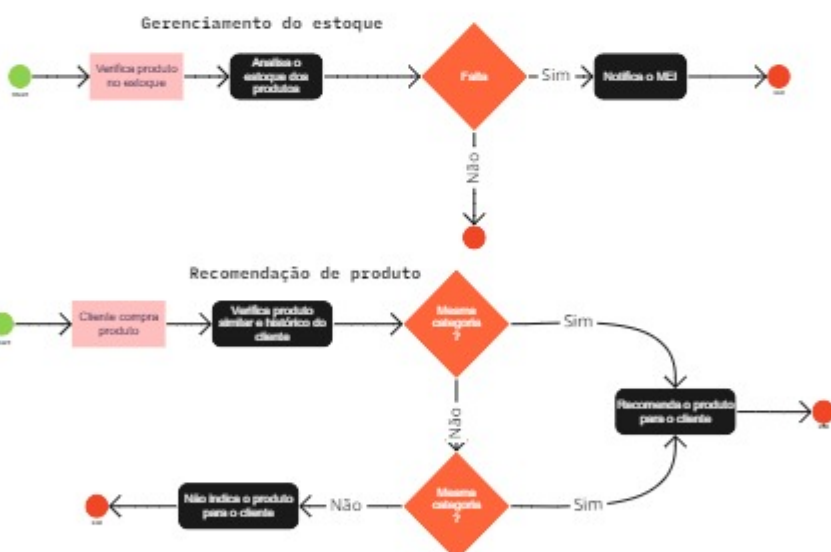 Gerenciamento do estoque
Verifica produto
no estoque
Analisa o
estoque dos
produtos
Falta
Sim
Notifica o MEI
Não
Recomendação de produto
Cliente compra
produto
Verifica produto
similar e histórico do
cliente
Mesma
categoria
?
Sim
Recomenda o produto
para o cliente
Não
Mesma
categoria
?
Sim
Não
Não indica o produto
para o cliente